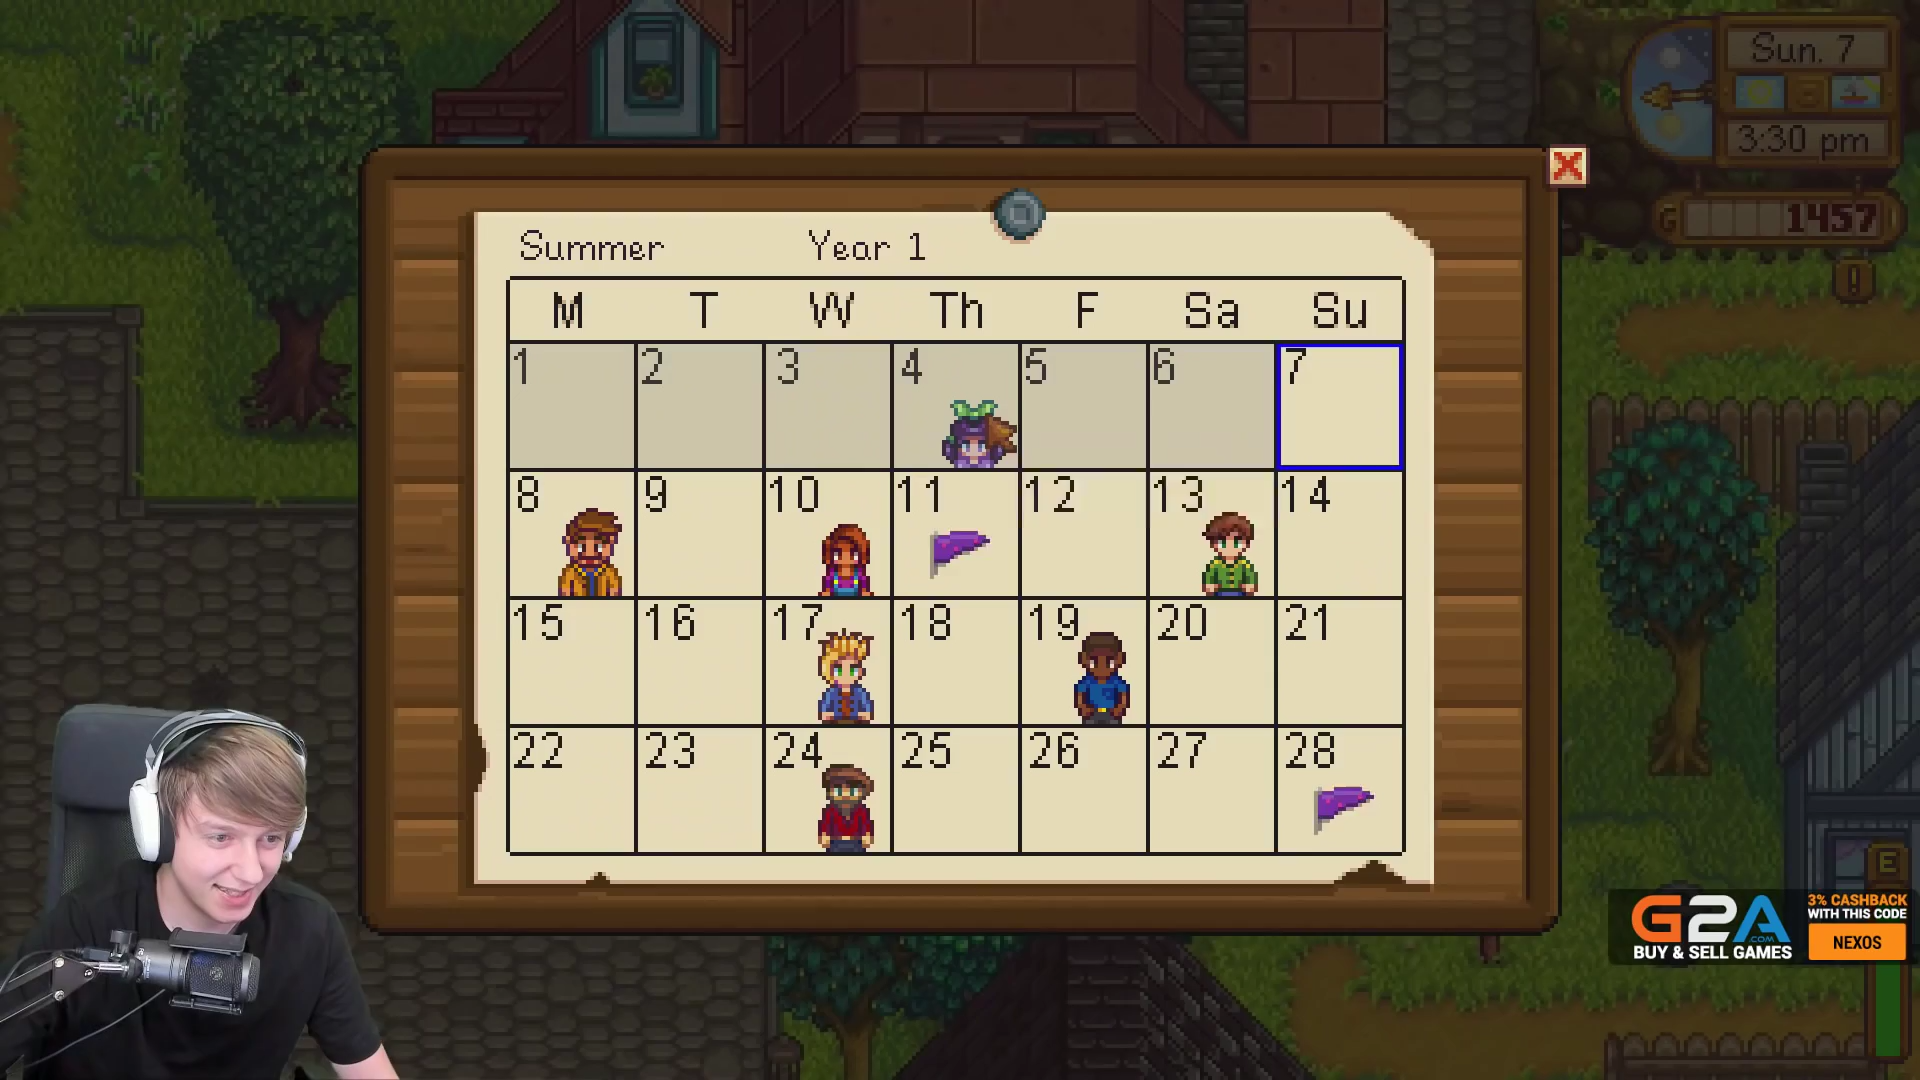 Sun. 7
3:30 pm
G 1457
!
Summer Year 1
M T W Th F Sa Su
1 2 3 4 5 6 7
8 9 10 11 12 13 14
15 16 17 18 19 20 21
22 23 24 25 26 27 28
E
G2A.COM
BUY & SELL GAMES
3% CASHBACK
WITH THIS CODE
NEXOS